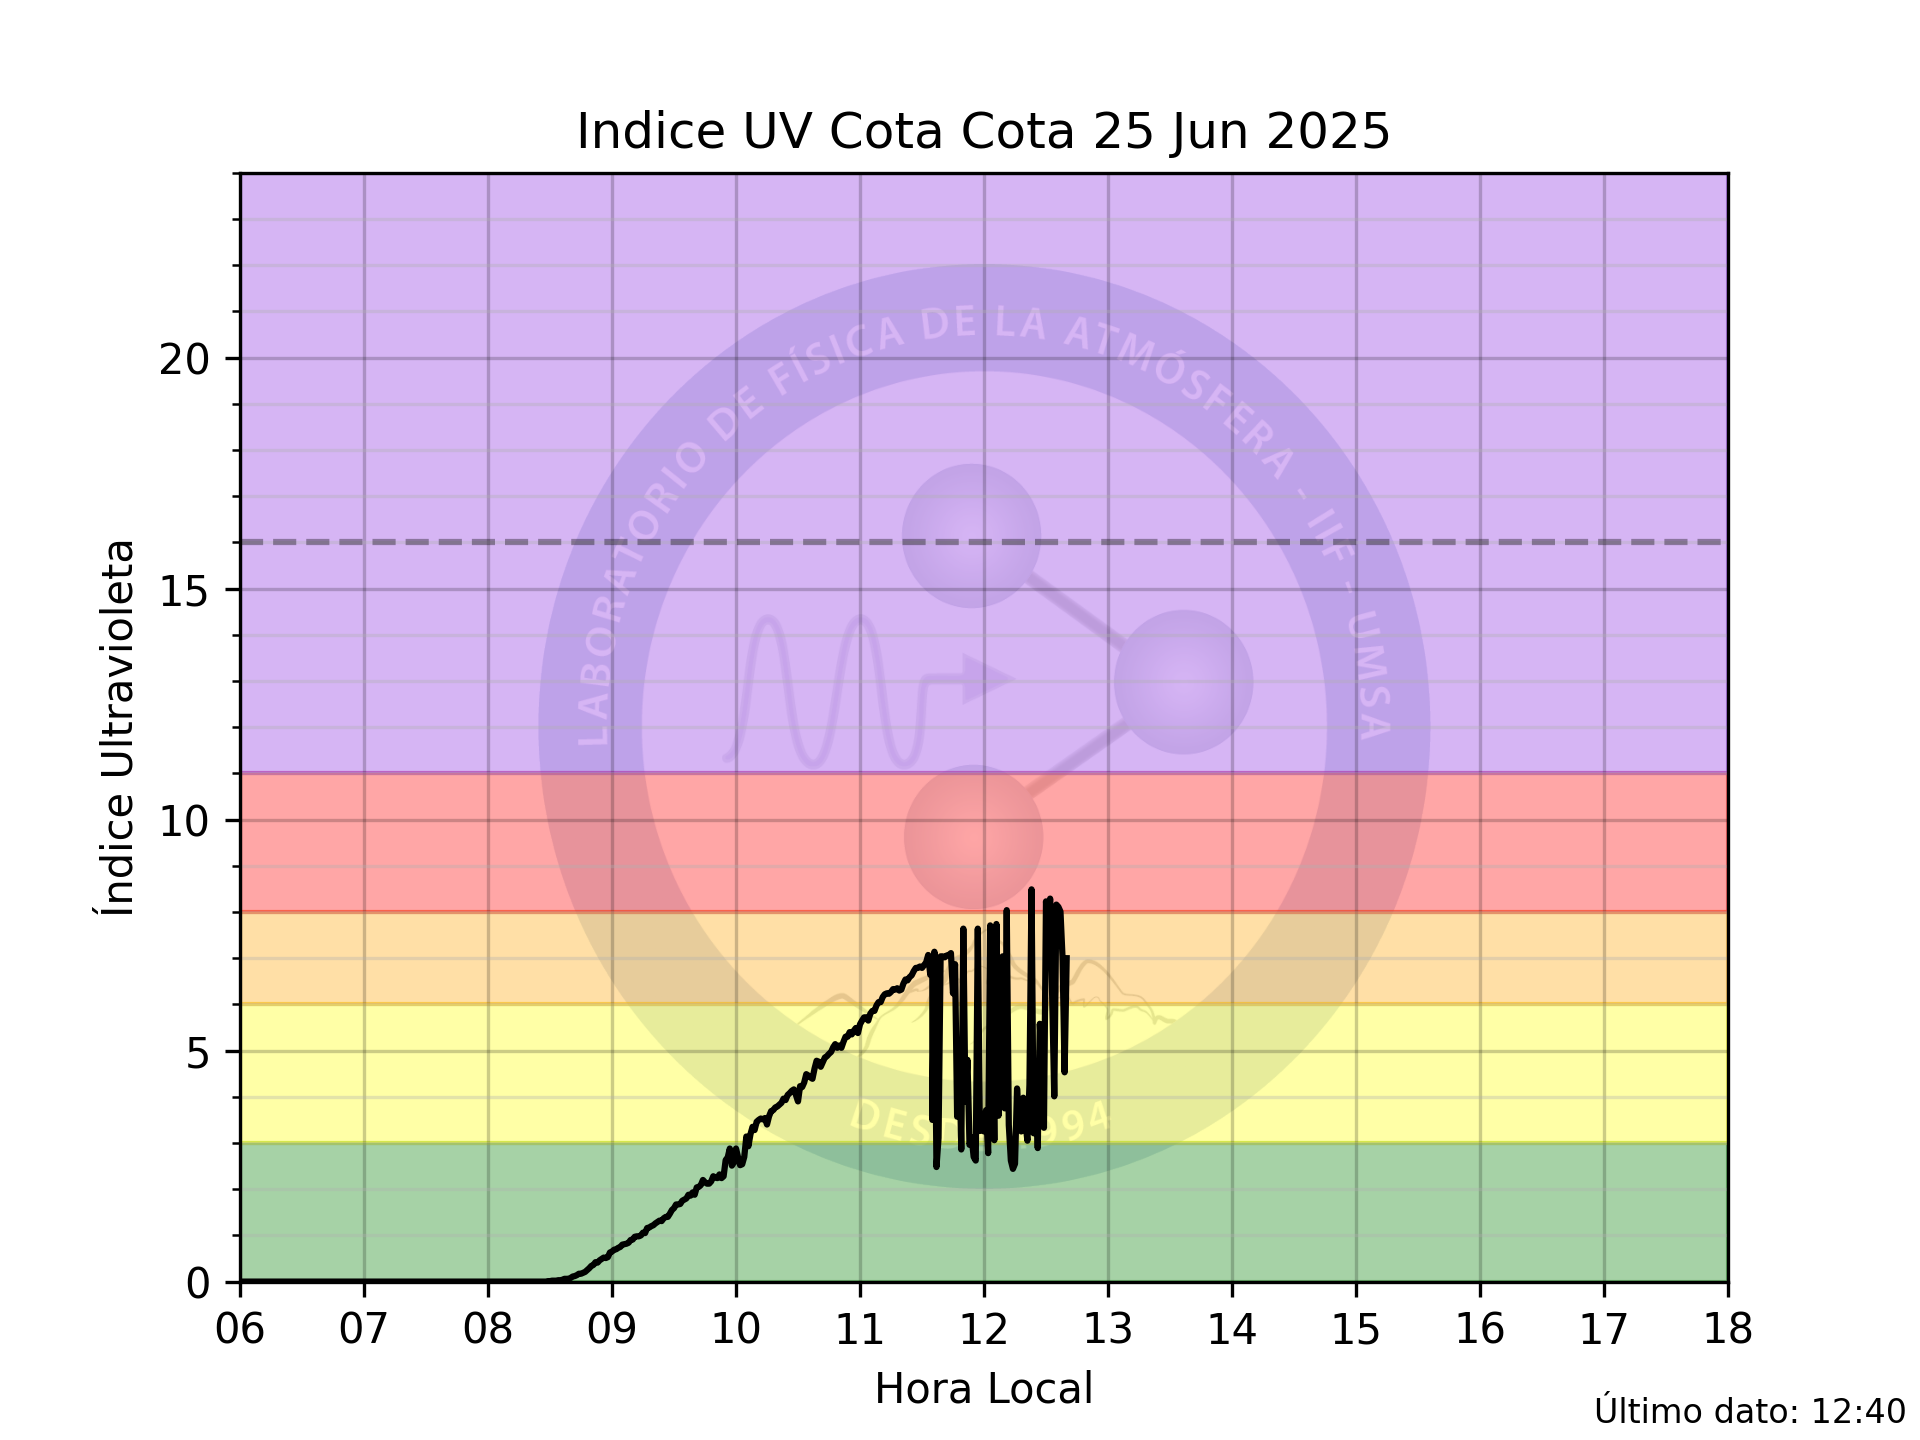 Indice UV Cota Cota 25 Jun 2025
LABORATORIO DE FÍSICA DE LA ATMÓSFERA - IIF - UMSA
20
15
10
5
0
Índice Ultravioleta
06 07 08 09 10 11 12 13 14 15 16 17 18
Hora Local
Último dato: 12:40